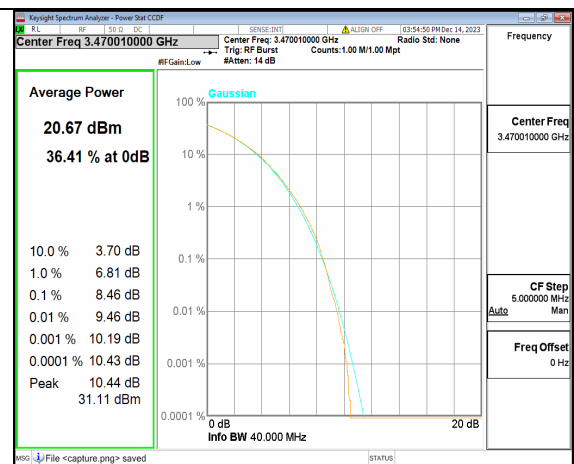 Keysight Spectrum Analyzer - Power Stat CCDF
LXI RL RF 50 Ω DC SENSE:INT ALIGN OFF 03:54:50 PM Dec 14, 2023
Center Freq 3.470010000 GHz
Center Freq: 3.470010000 GHz Radio Std: None
Trig: RF Burst Counts:1.00 M/1.00 Mpt
#IFGain:Low #Atten: 14 dB
Frequency
Average Power
20.67 dBm
36.41 % at 0dB
10.0 % 3.70 dB
1.0 % 6.81 dB
0.1 % 8.46 dB
0.01 % 9.46 dB
0.001 % 10.19 dB
0.0001 % 10.43 dB
Peak 10.44 dB
31.11 dBm
Gaussian
100 %
10 %
1 %
0.1 %
0.01 %
0.001 %
0.0001 %
0 dB 20 dB
Info BW 40.000 MHz
Center Freq
3.470010000 GHz
CF Step
5.000000 MHz
Auto Man
Freq Offset
0 Hz
MSG File <capture.png> saved STATUS